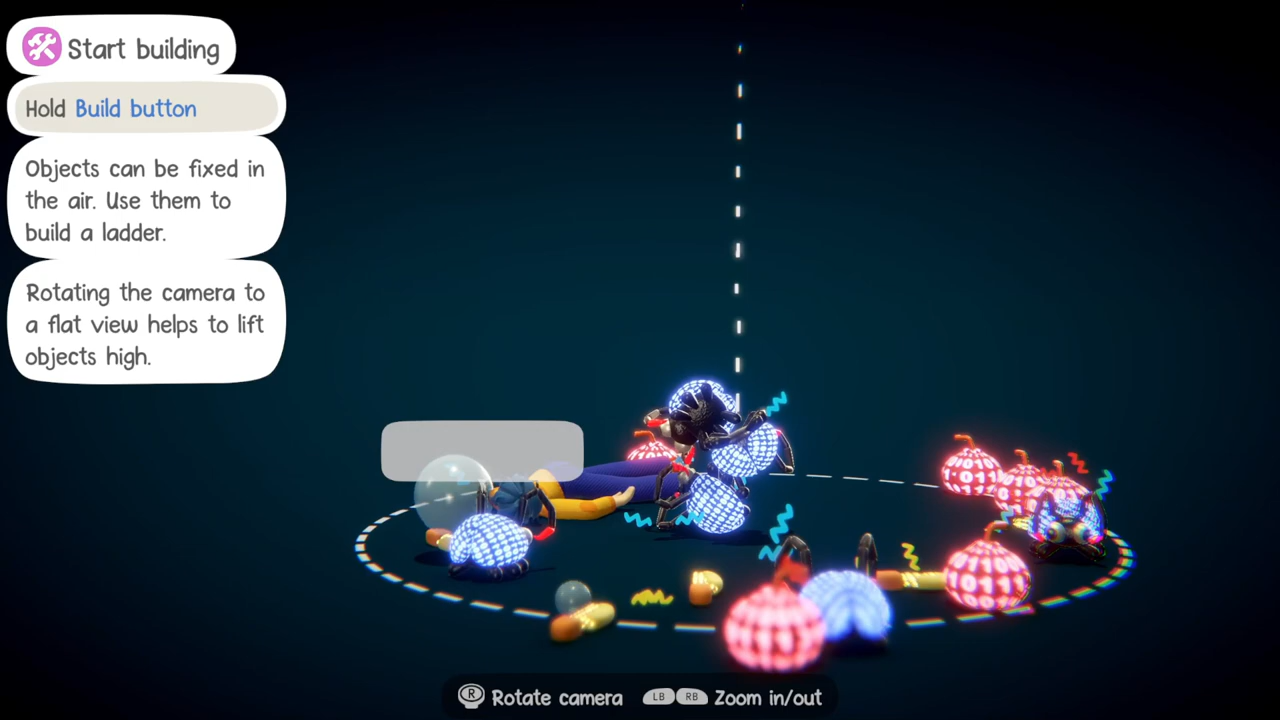 Start building
Hold Build button
Objects can be fixed in
the air. Use them to
build a ladder.
Rotating the camera to
a flat view helps to lift
objects high.
R Rotate camera LB RB Zoom in/out